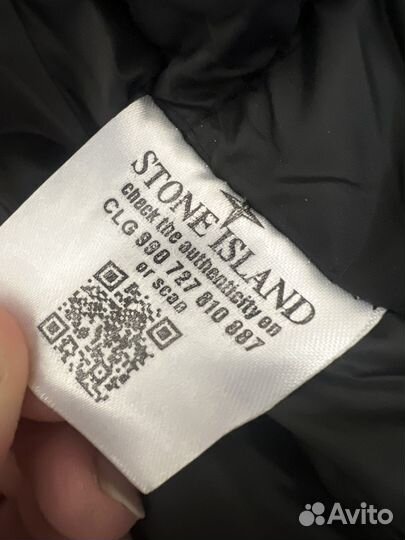 STONE ISLAND
check the authenticity on
CLG 990 727 810 887
or scan
Avito